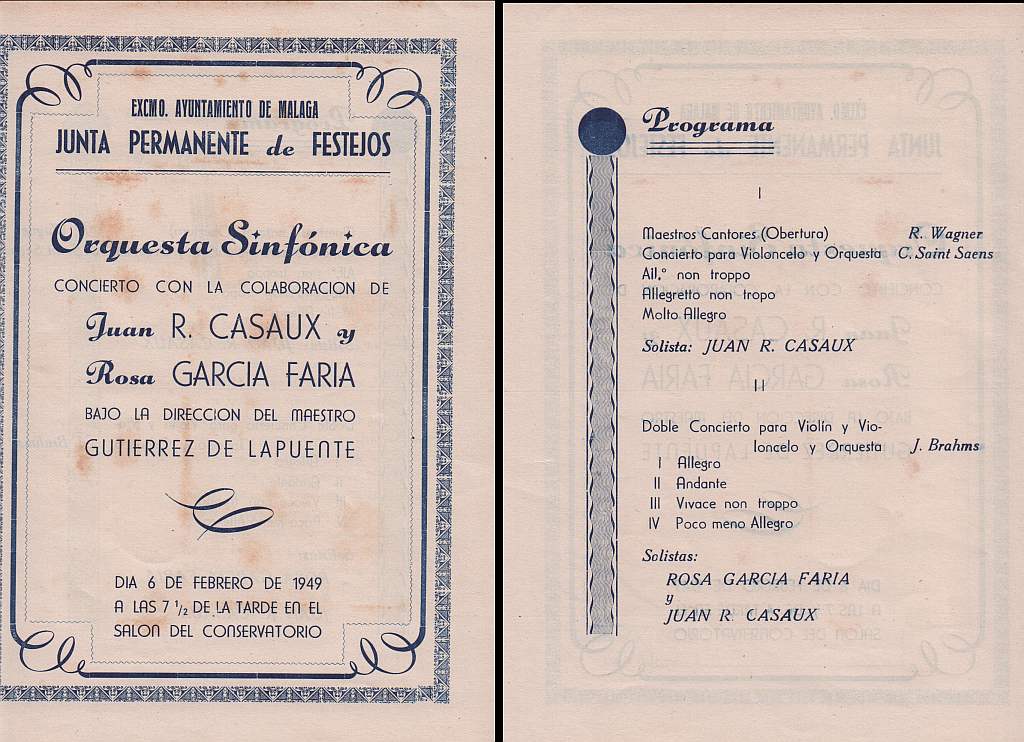 EXCMO. AYUNTAMIENTO DE MALAGA
JUNTA PERMANENTE de FESTEJOS
Orquesta Sinfónica
CONCIERTO CON LA COLABORACION DE
Juan R. CASAUX y
Rosa GARCIA FARIA
BAJO LA DIRECCION DEL MAESTRO
GUTIERREZ DE LAPUENTE
DIA 6 DE FEBRERO DE 1949
A LAS 7 1/2 DE LA TARDE EN EL
SALON DEL CONSERVATORIO
Programa
I
Maestros Cantores (Obertura) R. Wagner
Concierto para Violoncelo y Orquesta C. Saint Saens
All.º non troppo
Allegretto non tropo
Molto Allegro
Solista: JUAN R. CASAUX
II
Doble Concierto para Violín y Vio-
loncelo y Orquesta J. Brahms
I Allegro
II Andante
III Vivace non troppo
IV Poco meno Allegro
Solistas:
ROSA GARCIA FARIA
y
JUAN R. CASAUX